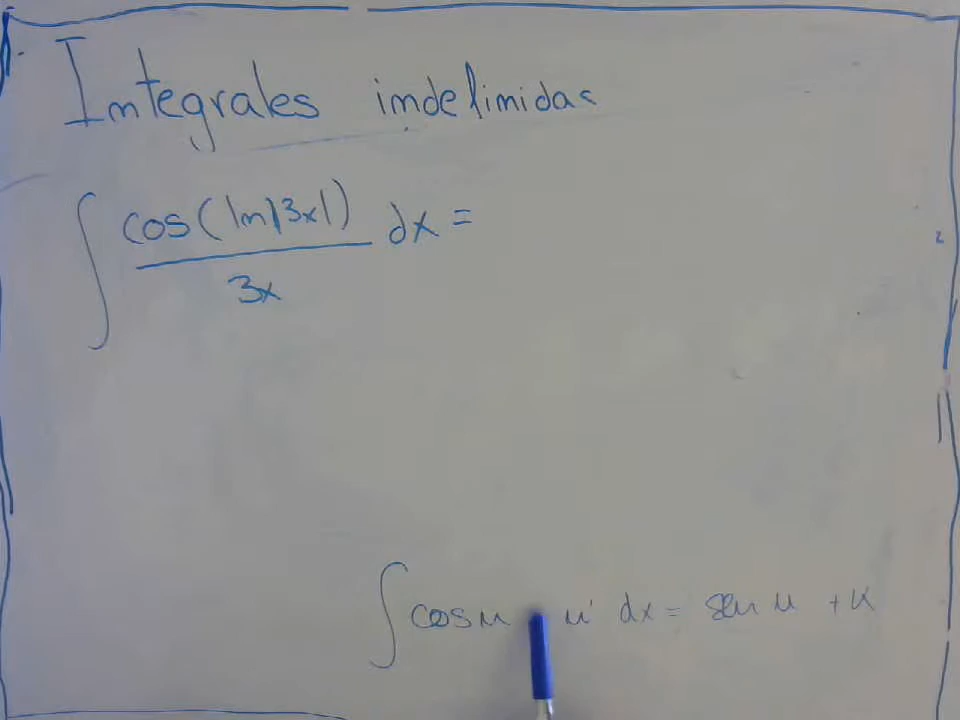 Integrales indefinidas
∫ cos(ln|3x|) / 3x dx =
∫ cos u u' dx = sen u + K